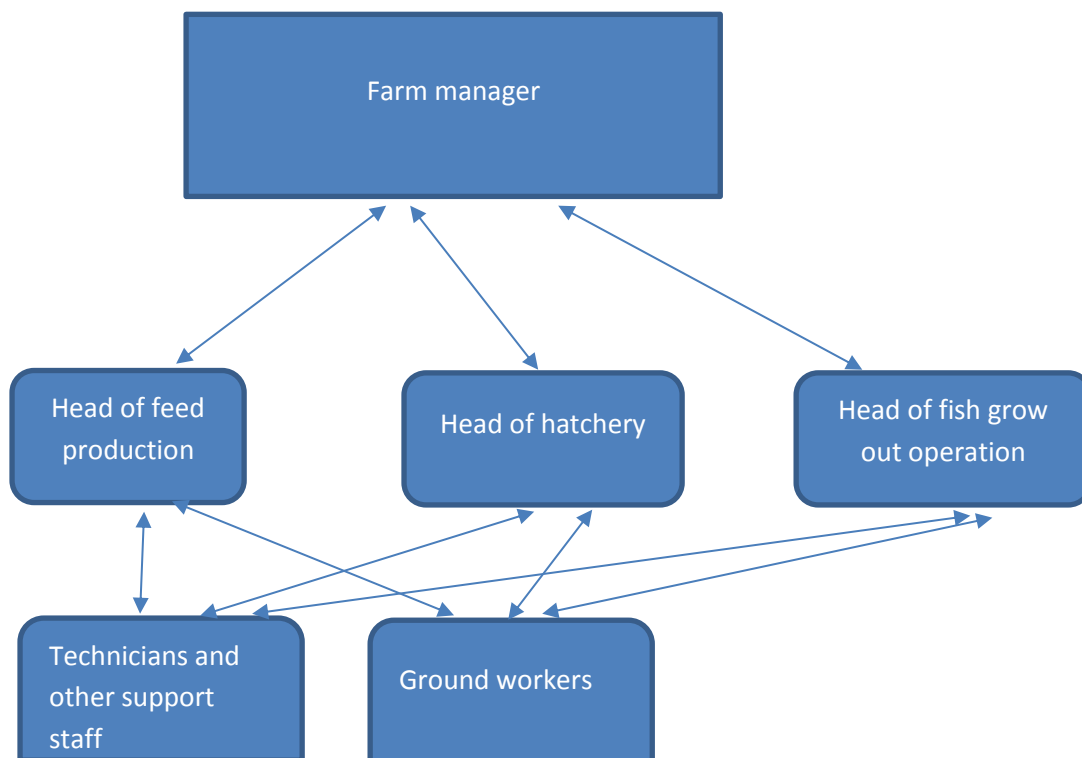 Farm manager
Head of feed
production
Head of hatchery
Head of fish grow
out operation
Technicians and
other support
staff
Ground workers